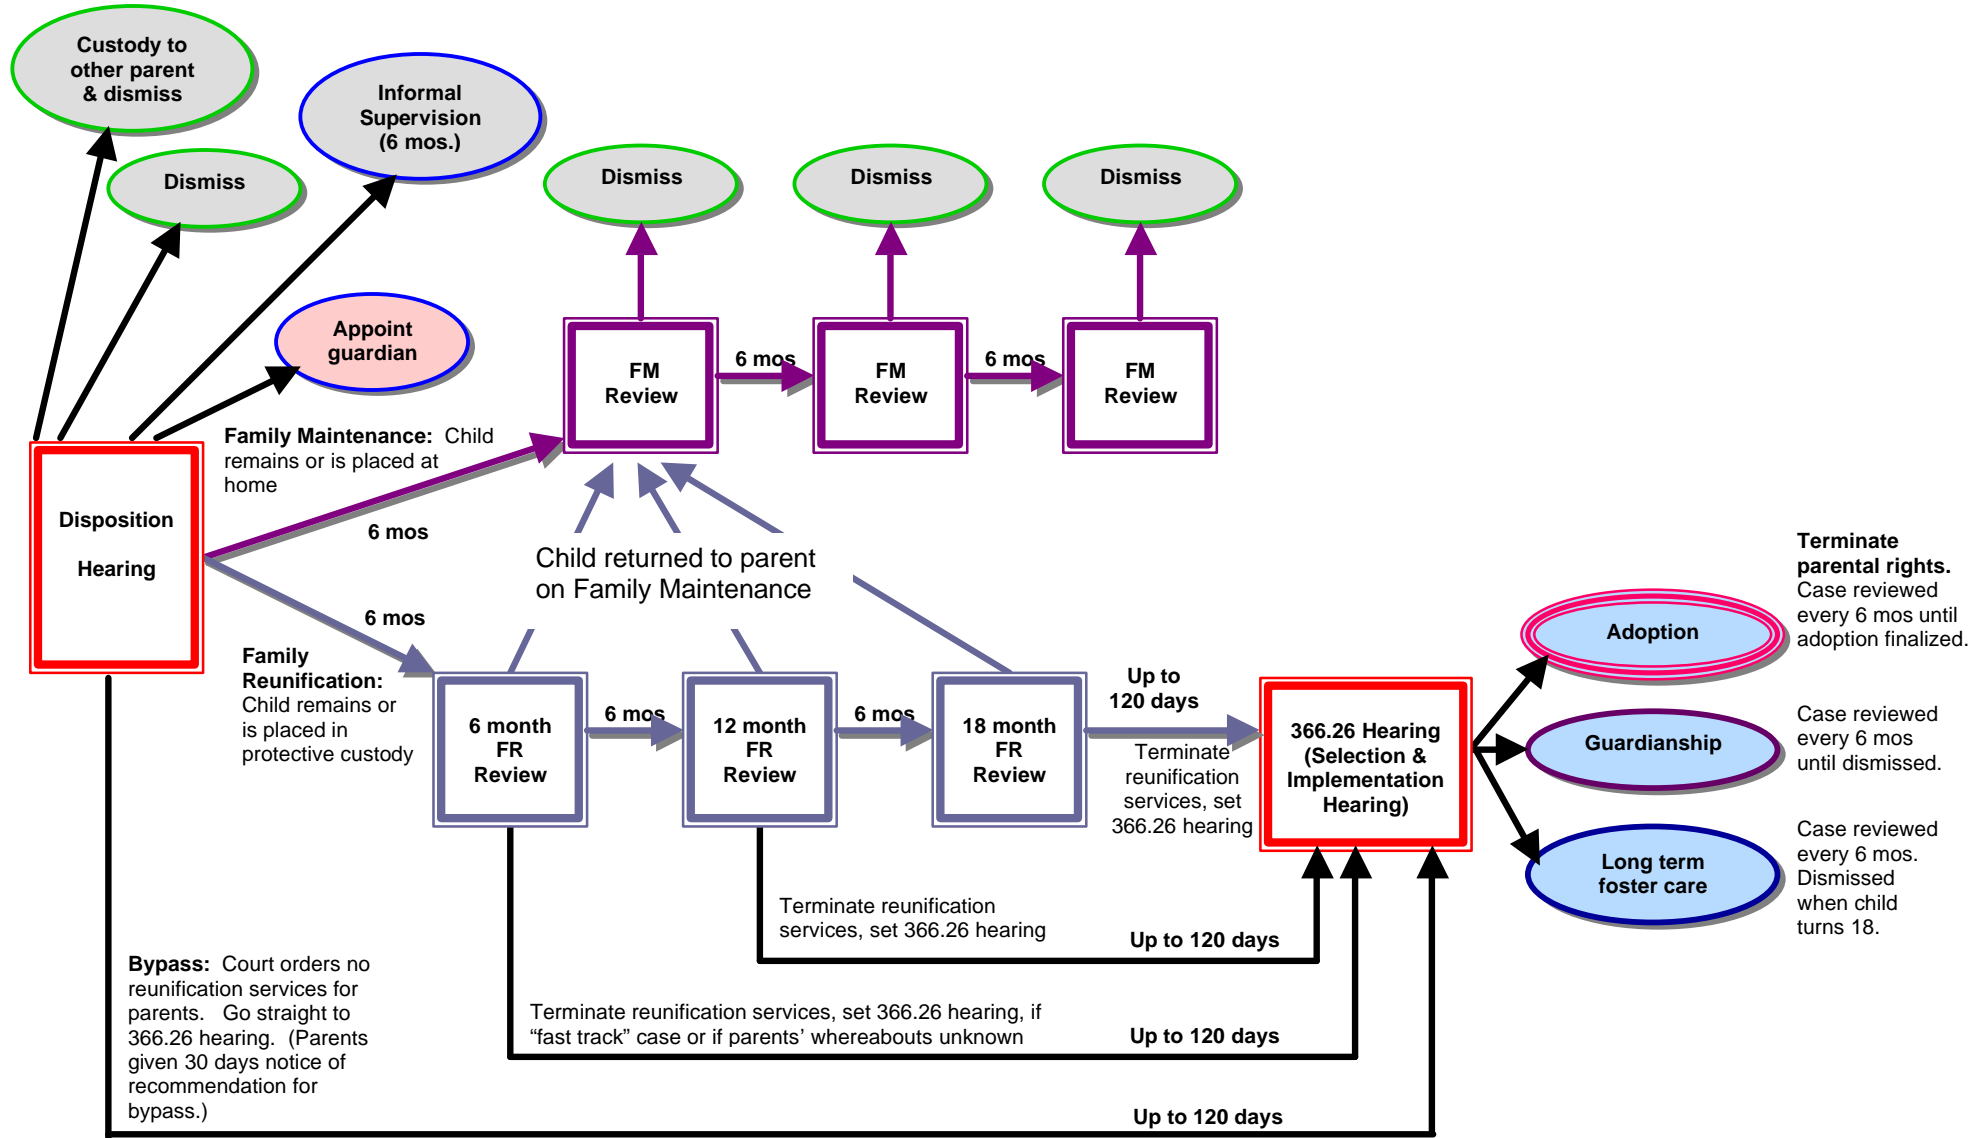 Custody to
other parent
& dismiss
Informal
Supervision
(6 mos.)
Dismiss
Dismiss
Dismiss
Dismiss
Appoint
guardian
FM
Review
6 mos
FM
Review
6 mos
FM
Review
Family Maintenance: Child
remains or is placed at
home
6 mos
Disposition
Hearing
Child returned to parent
on Family Maintenance
6 mos
Family
Reunification:
Child remains or
is placed in
protective custody
6 month
FR
Review
6 mos
12 month
FR
Review
6 mos
18 month
FR
Review
Up to
120 days
Terminate
reunification
services, set
366.26 hearing
366.26 Hearing
(Selection &
Implementation
Hearing)
Adoption
Terminate
parental rights.
Case reviewed
every 6 mos until
adoption finalized.
Guardianship
Case reviewed
every 6 mos
until dismissed.
Long term
foster care
Case reviewed
every 6 mos.
Dismissed
when child
turns 18.
Terminate reunification
services, set 366.26 hearing
Up to 120 days
Terminate reunification services, set 366.26 hearing, if
“fast track” case or if parents’ whereabouts unknown
Up to 120 days
Bypass: Court orders no
reunification services for
parents. Go straight to
366.26 hearing. (Parents
given 30 days notice of
recommendation for
bypass.)
Up to 120 days